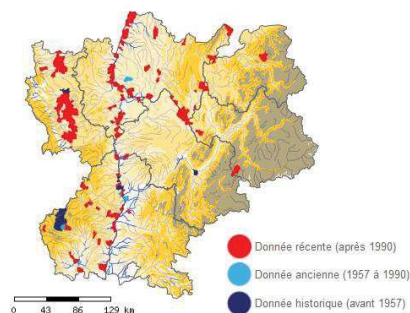 Donnée récente (après 1990)
Donnée ancienne (1957 à 1990)
Donnée historique (avant 1957)
0 43 86 129 km